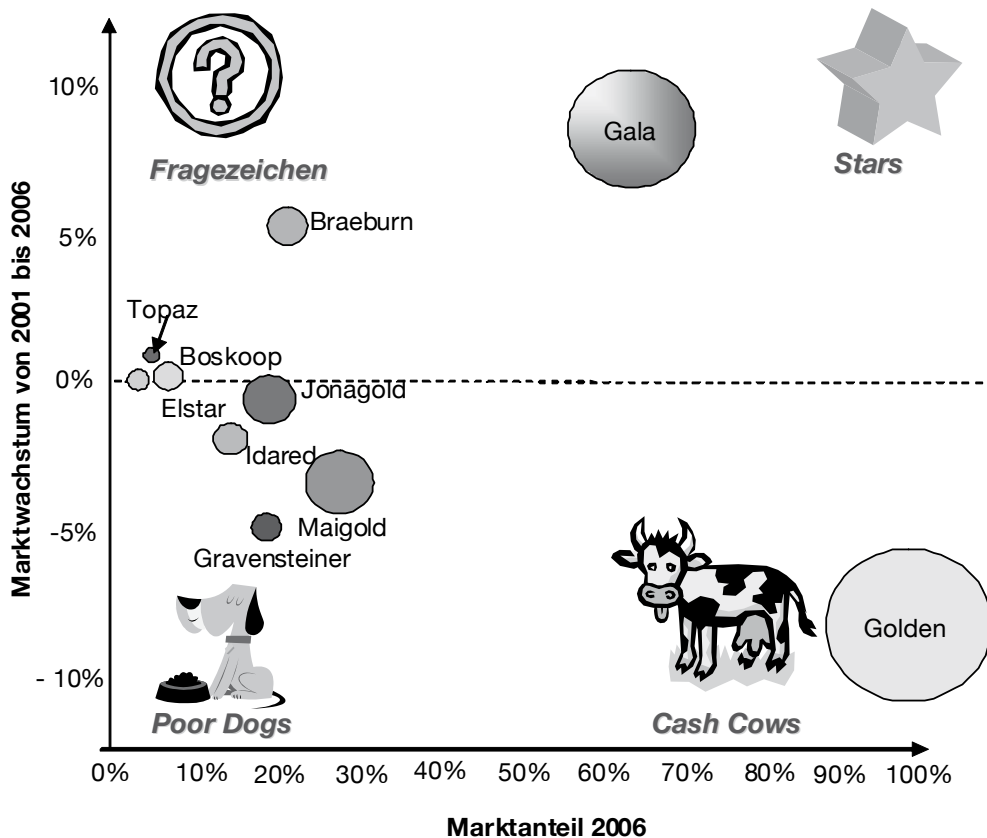 10%
Gala
Fragezeichen
Stars
5%
Braeburn
Topaz
Boskoop
0%
Jonagold
Elstar
Idared
-5%
Maigold
Gravensteiner
Golden
- 10%
Poor Dogs
Cash Cows
0%
10%
20%
30%
40%
50%
60%
70%
80%
90%
100%
Marktanteil 2006
Marktwachstum von 2001 bis 2006